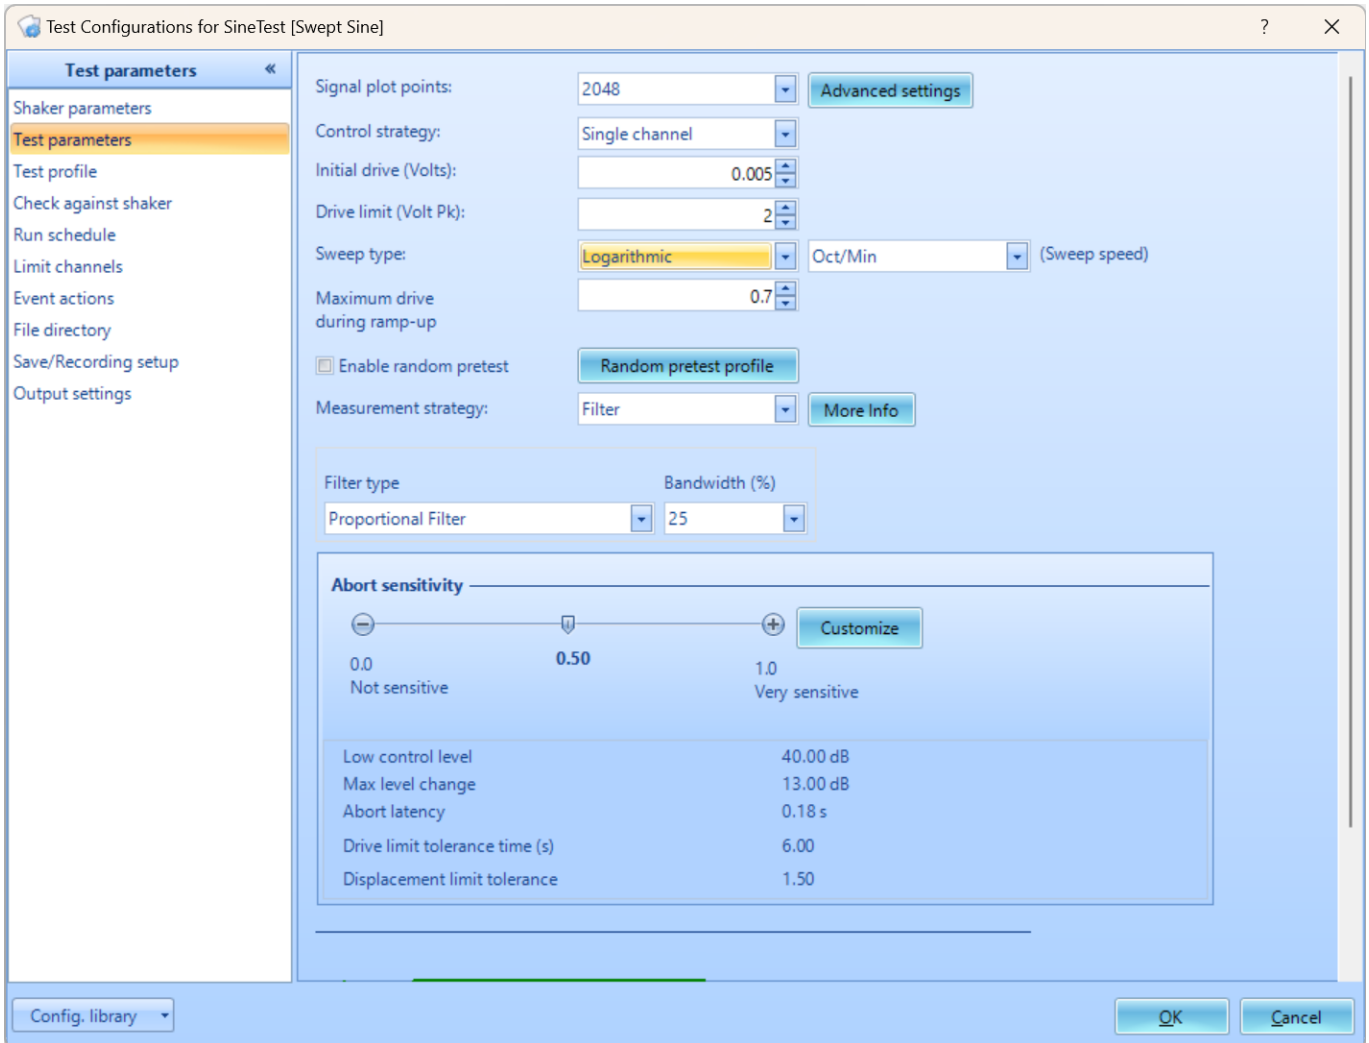 Test Configurations for SineTest [Swept Sine]
?
Test parameters
Shaker parameters
Test parameters
Test profile
Check against shaker
Run schedule
Limit channels
Event actions
File directory
Save/Recording setup
Output settings
Signal plot points: 2048 Advanced settings
Control strategy: Single channel
Initial drive (Volts): 0.005
Drive limit (Volt Pk): 2
Sweep type: Logarithmic Oct/Min (Sweep speed)
Maximum drive 0.7
during ramp-up
Enable random pretest Random pretest profile
Measurement strategy: Filter More Info
Filter type Bandwidth (%)
Proportional Filter 25
Abort sensitivity
Customize
0.0 0.50 1.0
Not sensitive Very sensitive
Low control level 40.00 dB
Max level change 13.00 dB
Abort latency 0.18 s
Drive limit tolerance time (s) 6.00
Displacement limit tolerance 1.50
Config. library OK Cancel